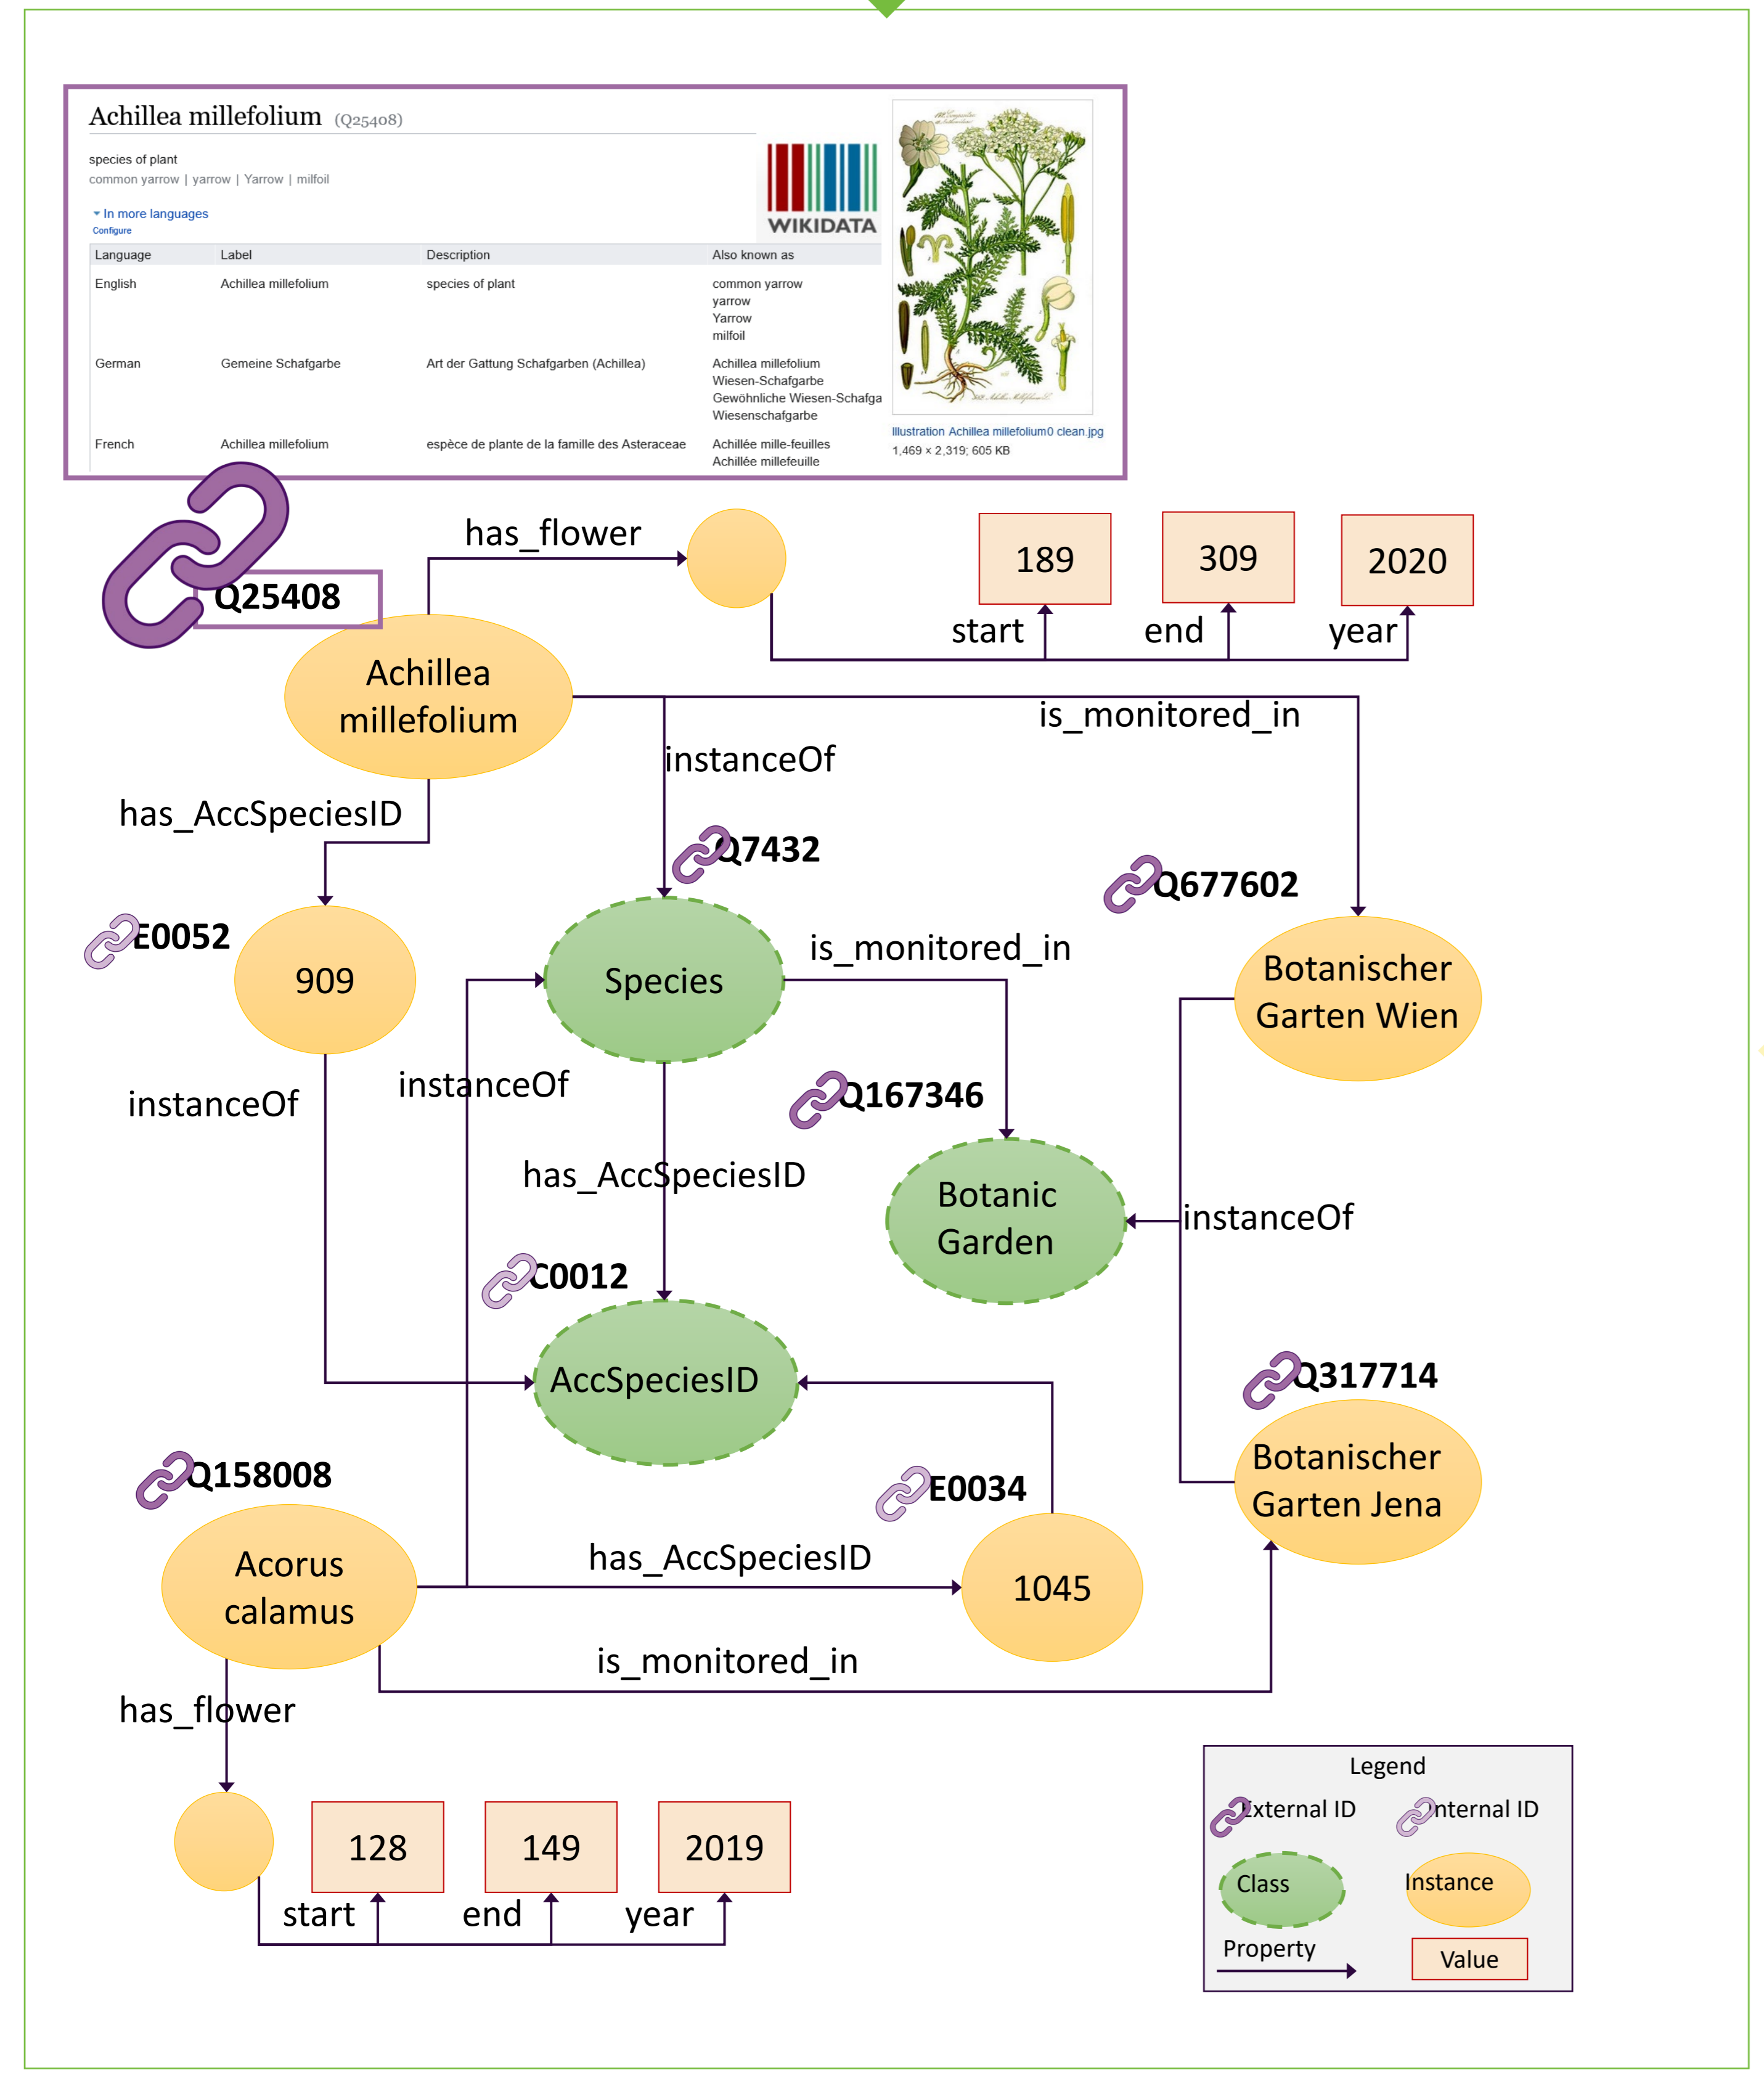 Achillea millefolium (Q25408)
species of plant
common yarrow | yarrow | Yarrow | milfoil
In more languages
Configure
WIKIDATA
Language Label Description Also known as
English Achillea millefolium species of plant common yarrow
yarrow
Yarrow
milfoil
German Gemeine Schafgarbe Art der Gattung Schafgarben (Achillea) Achillea millefolium
Wiesen-Schafgarbe
Gewöhnliche Wiesen-Schafga
Wiesenschafgarbe
French Achillea millefolium espèce de plante de la famille des Asteraceae Achillée mille-feuilles
Achillée millefeuille
Illustration Achillea millefolium0 clean.jpg
1,469 × 2,319; 605 KB
has_flower
189
309
2020
Q25408
start
end
year
Achillea
millefolium
is_monitored_in
instanceOf
has_AccSpeciesID
Q7432
Q677602
E0052
909
Species
is_monitored_in
Botanischer
Garten Wien
instanceOf
instanceOf
Q167346
has_AccSpeciesID
Botanic
Garden
instanceOf
C0012
AccSpeciesID
Q317714
Botanischer
Garten Jena
Q158008
E0034
Acorus
calamus
has_AccSpeciesID
1045
is_monitored_in
has_flower
128
149
2019
start
end
year
Legend
External ID
Internal ID
Class
Instance
Property
Value